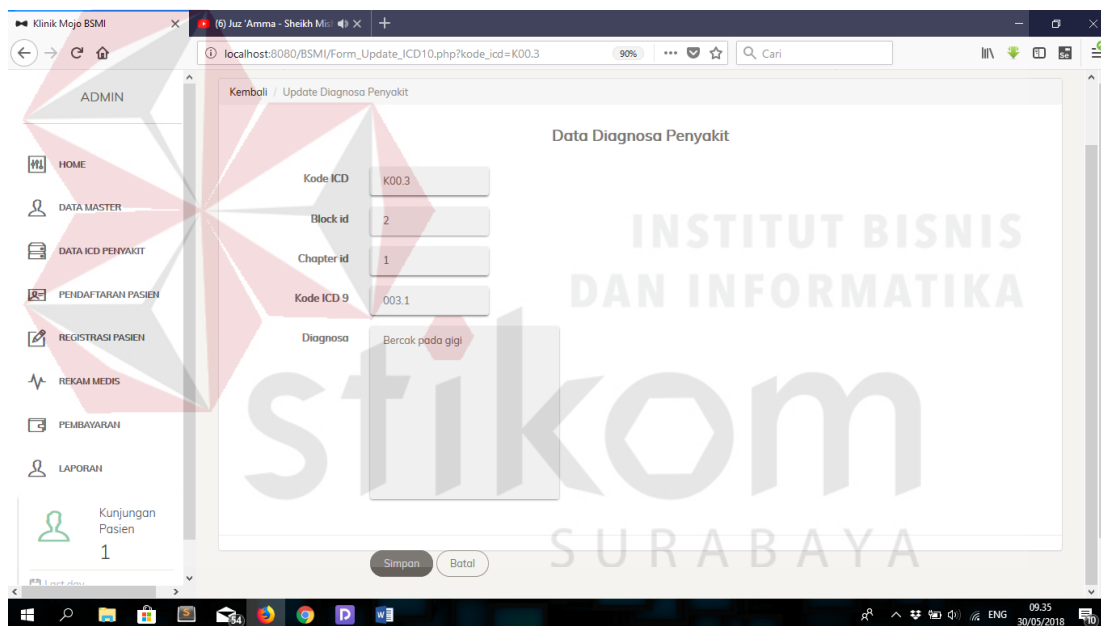 Klinik Mojo BSMI
(6) Juz 'Amma - Sheikh Mis
localhost:8080/BSMI/Form_Update_ICD10.php?kode_icd=K00.3
90%
Cari
ADMIN
HOME
DATA MASTER
DATA ICD PENYAKIT
PENDAFTARAN PASIEN
REGISTRASI PASIEN
REKAM MEDIS
PEMBAYARAN
LAPORAN
Kunjungan
Pasien
1
Last day
Kembali / Update Diagnosa Penyakit
Data Diagnosa Penyakit
Kode ICD K00.3
Block id 2
Chapter id 1
Kode ICD 9 003.1
Diagnosa Bercak pada gigi
Simpan Batal
INSTITUT BISNIS
DAN INFORMATIKA
stikom
SURABAYA
54
ENG
09.35
30/05/2018
10